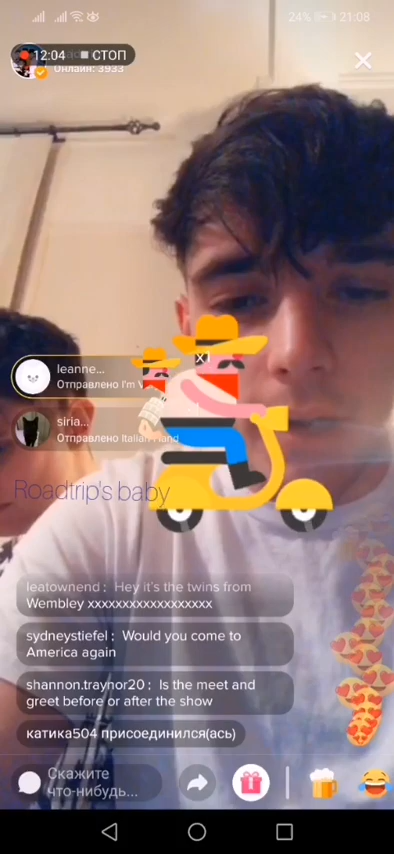 24% 21:08
12:04 СТОП
Онлайн: 3933
x1
leanne...
Отправлено I'm
siria...
Отправлено Italian Hand
Roadtrip's baby
leatownend : Hey it's the twins from
Wembley xxxxxxxxxxxxxxxxxx
sydneystiefel : Would you come to
America again
shannon.traynor20 : Is the meet and
greet before or after the show
катика504 присоединился(ась)
Скажите
что-нибудь...